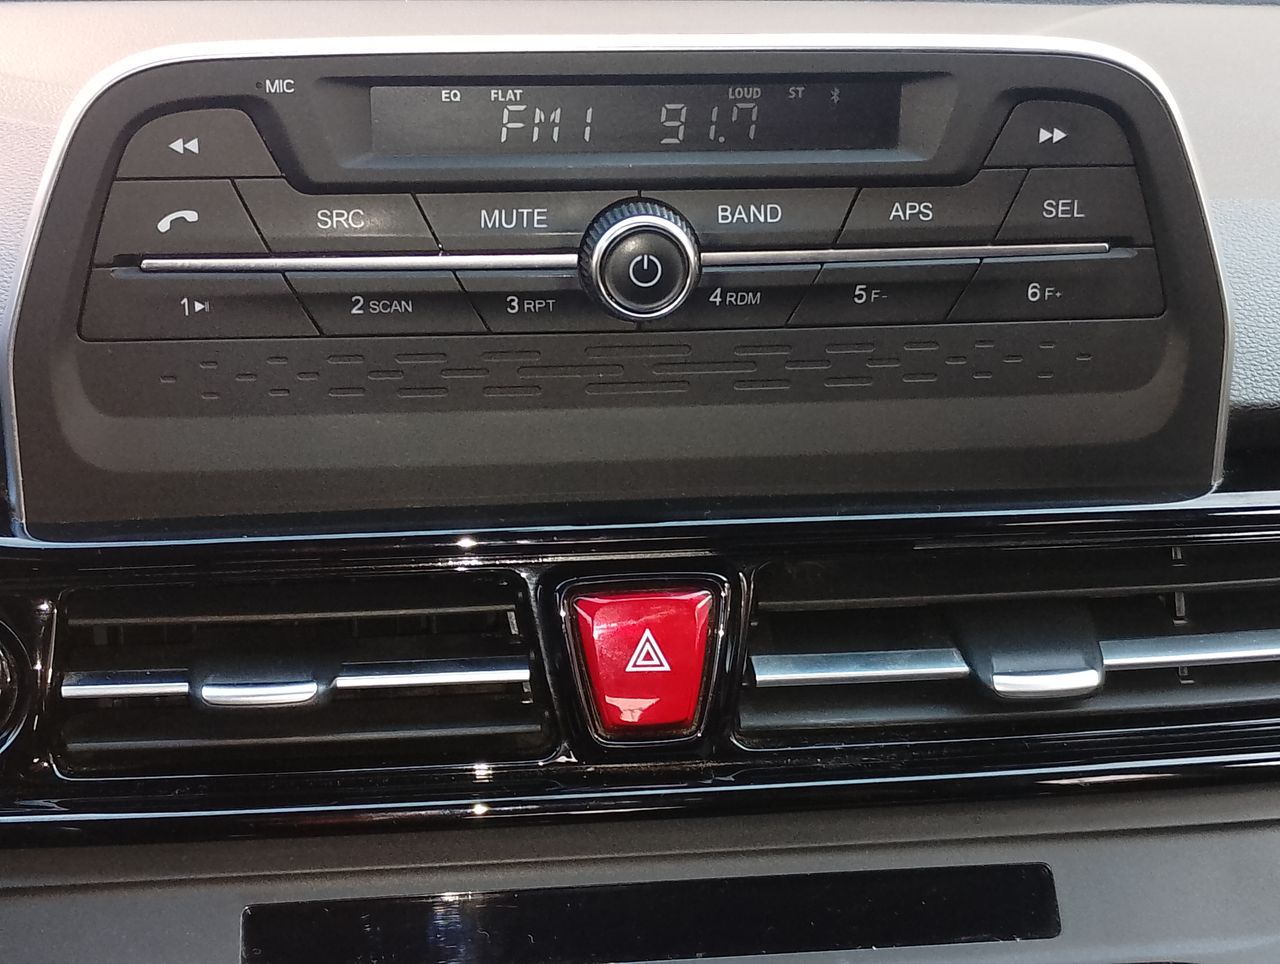 MIC
EQ FLAT LOUD ST
FM1 91.7
SRC MUTE BAND APS SEL
1 2 SCAN 3 RPT 4 RDM 5 F- 6 F+